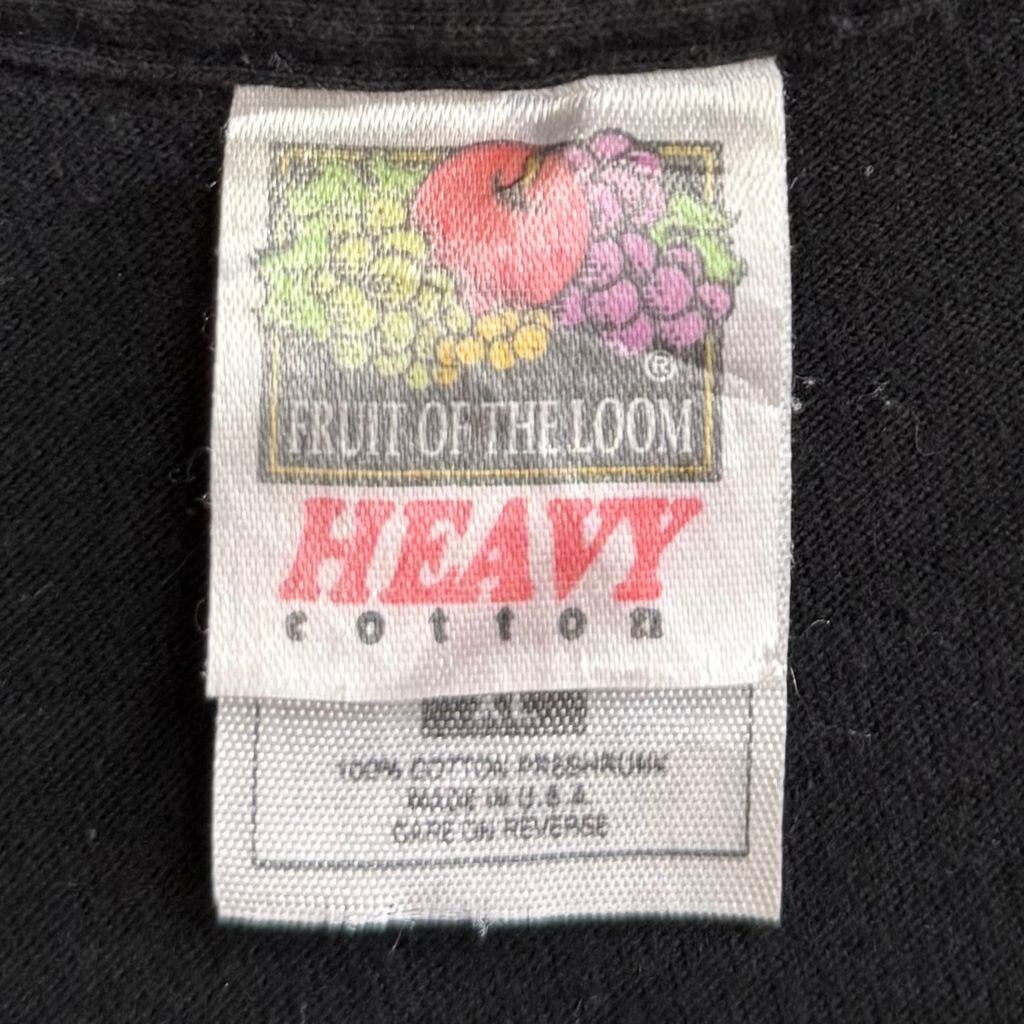 ®
FRUIT OF THE LOOM
HEAVY
cotton
100% COTTON PRESHRUNK
MADE IN U.S.A.
CARE ON REVERSE